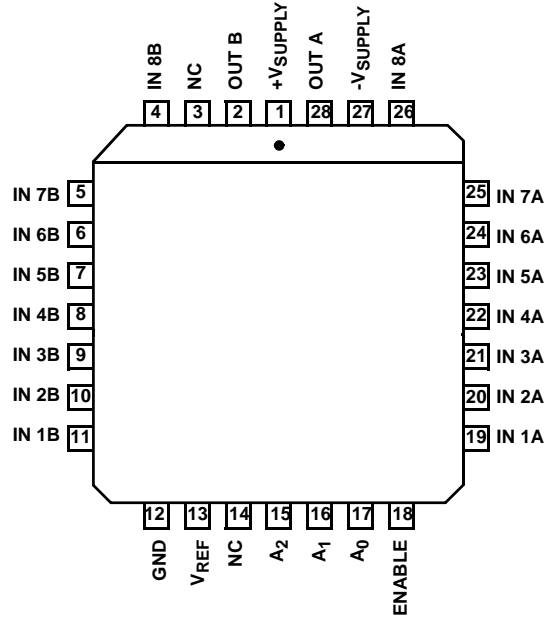 IN 8B
NC
OUT B
+VSUPPLY
OUT A
-VSUPPLY
IN 8A
4
3
2
1
28
27
26
IN 7B 5
IN 6B 6
IN 5B 7
IN 4B 8
IN 3B 9
IN 2B 10
IN 1B 11
25 IN 7A
24 IN 6A
23 IN 5A
22 IN 4A
21 IN 3A
20 IN 2A
19 IN 1A
12
13
14
15
16
17
18
GND
VREF
NC
A2
A1
A0
ENABLE